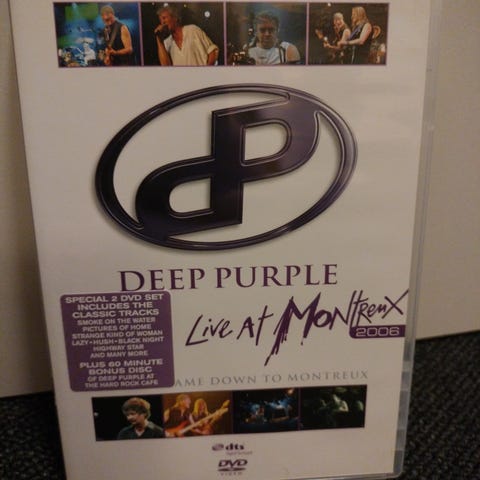 dP
DEEP PURPLE
Live At Montreux
2006
SPECIAL 2 DVD SET
INCLUDES THE
CLASSIC TRACKS
SMOKE ON THE WATER
PICTURES OF HOME
STRANGE KIND OF WOMAN
LAZY • HUSH • BLACK NIGHT
HIGHWAY STAR
AND MANY MORE
PLUS 60 MINUTE
BONUS DISC
OF DEEP PURPLE AT
THE HARD ROCK CAFE
AME DOWN TO MONTREUX
dts
DVD
VIDEO